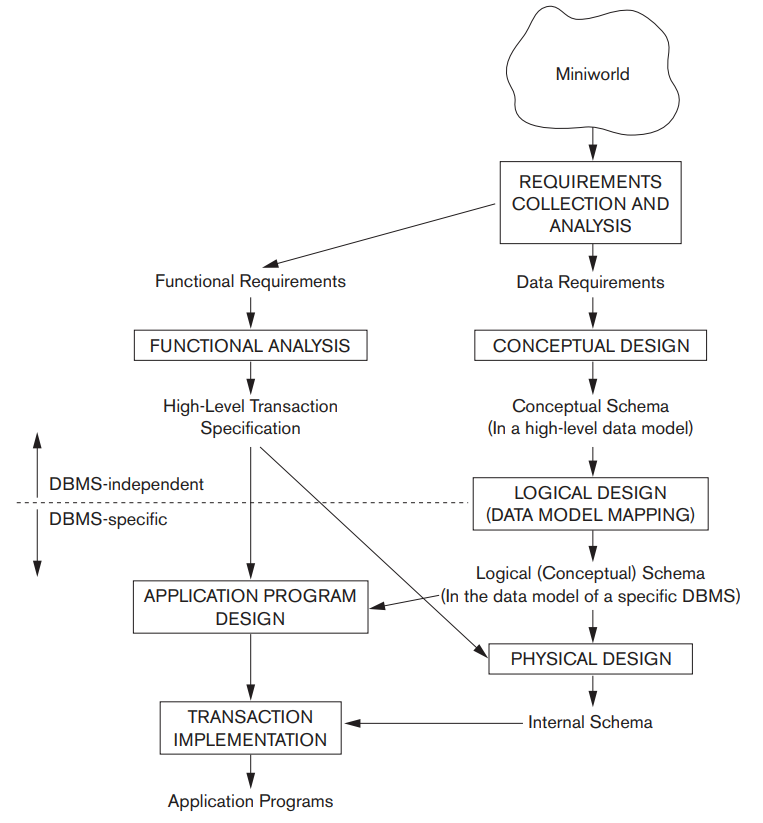 Miniworld
REQUIREMENTS
COLLECTION AND
ANALYSIS
Functional Requirements
Data Requirements
FUNCTIONAL ANALYSIS
CONCEPTUAL DESIGN
High-Level Transaction
Specification
Conceptual Schema
(In a high-level data model)
DBMS-independent
DBMS-specific
LOGICAL DESIGN
(DATA MODEL MAPPING)
Logical (Conceptual) Schema
(In the data model of a specific DBMS)
APPLICATION PROGRAM
DESIGN
PHYSICAL DESIGN
TRANSACTION
IMPLEMENTATION
Internal Schema
Application Programs